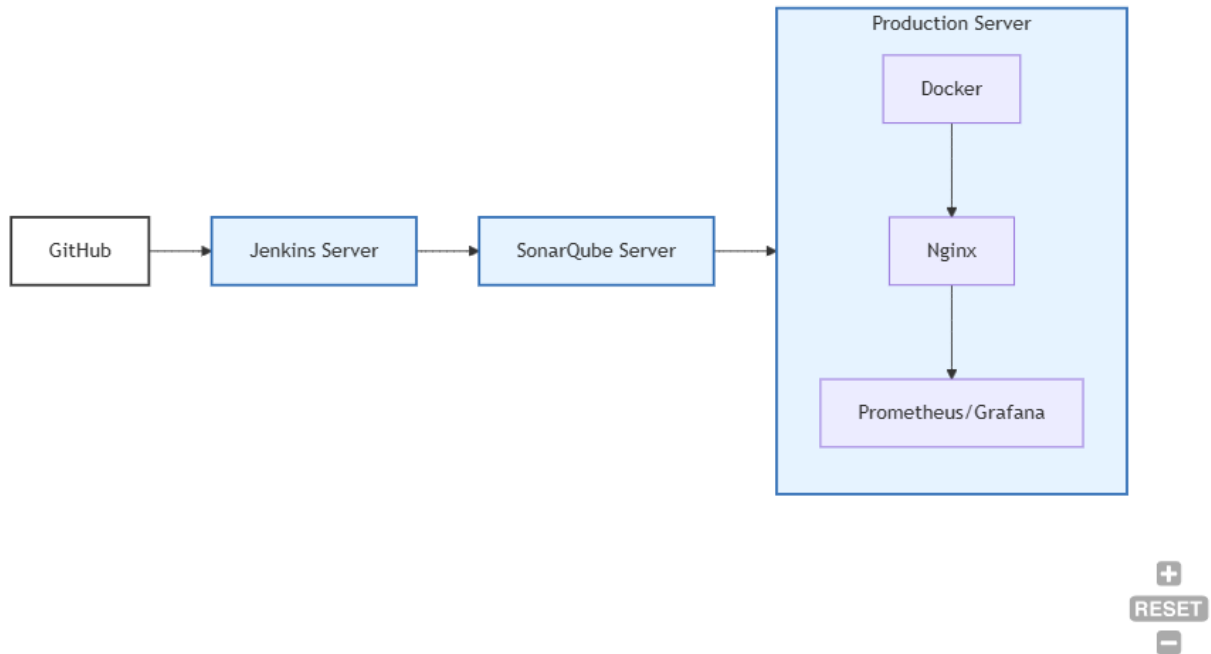 Production Server
Docker
GitHub
Jenkins Server
SonarQube Server
Nginx
Prometheus/Grafana
RESET